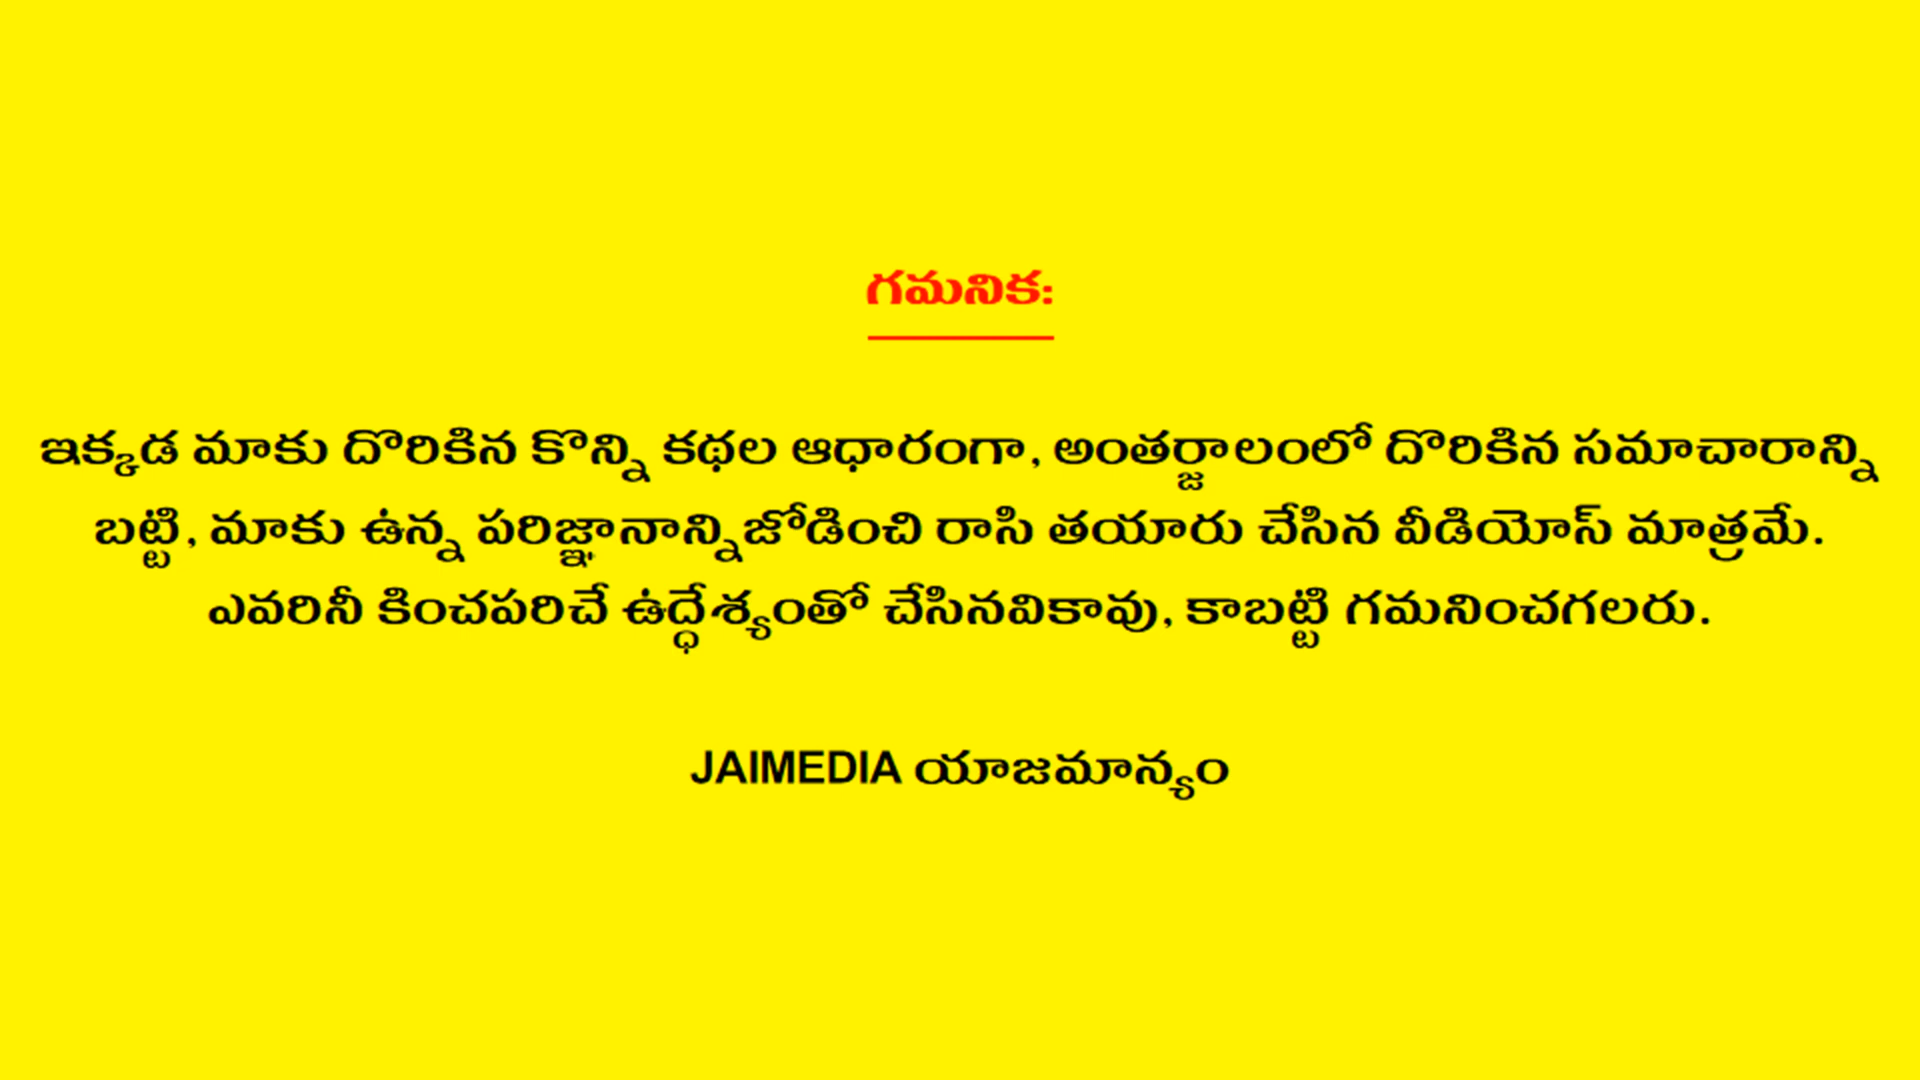 గమనిక:
ఇక్కడ మాకు దొరికిన కొన్ని కథల ఆధారంగా, అంతర్జాలంలో దొరికిన సమాచారాన్ని
బట్టి, మాకు ఉన్న పరిజ్ఞానాన్నిజోడించి రాసి తయారు చేసిన వీడియోస్ మాత్రమే.
ఎవరినీ కించపరిచే ఉద్ధేశ్యంతో చేసినవికావు, కాబట్టి గమనించగలరు.
JAIMEDIA యాజమాన్యం